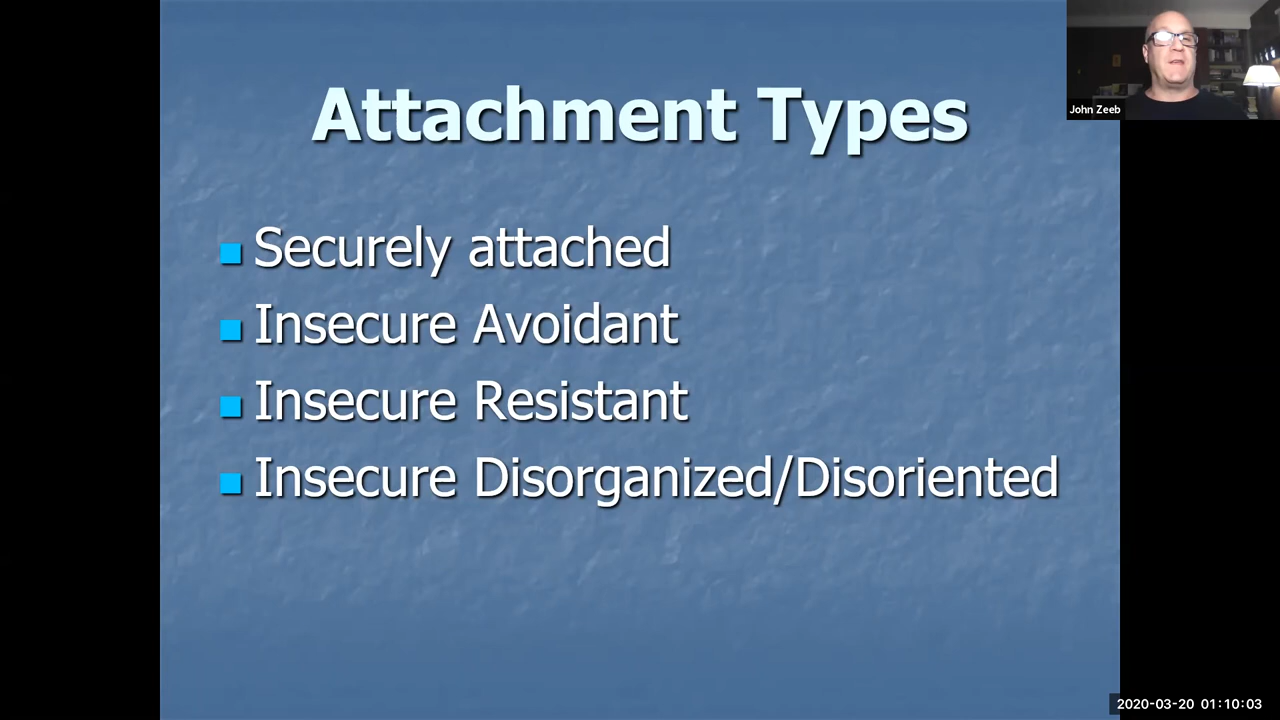 Attachment Types
John Zeeb
Securely attached
Insecure Avoidant
Insecure Resistant
Insecure Disorganized/Disoriented
2020-03-20 01:10:03